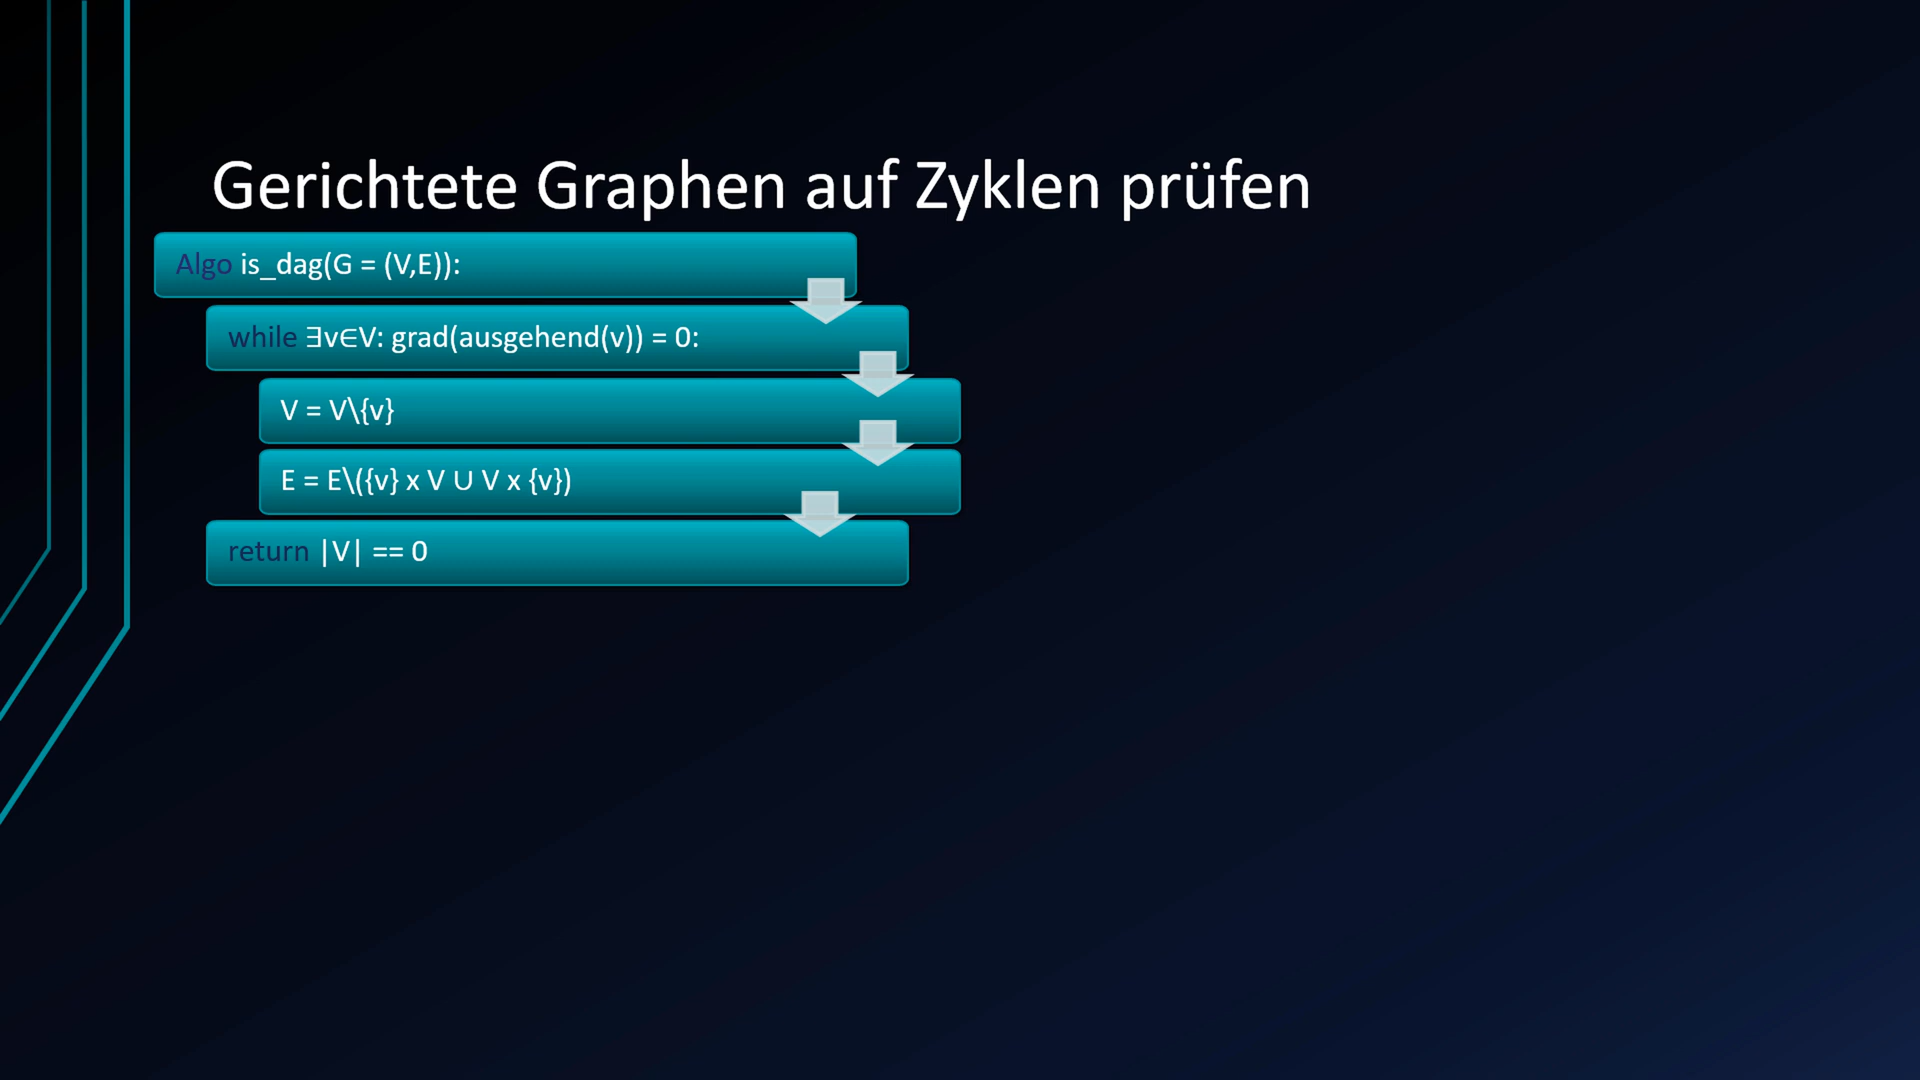 Gerichtete Graphen auf Zyklen prüfen
Algo is_dag(G = (V,E)):
while ∃v∈V: grad(ausgehend(v)) = 0:
V = V\{v}
E = E\({v} x V ∪ V x {v})
return |V| == 0